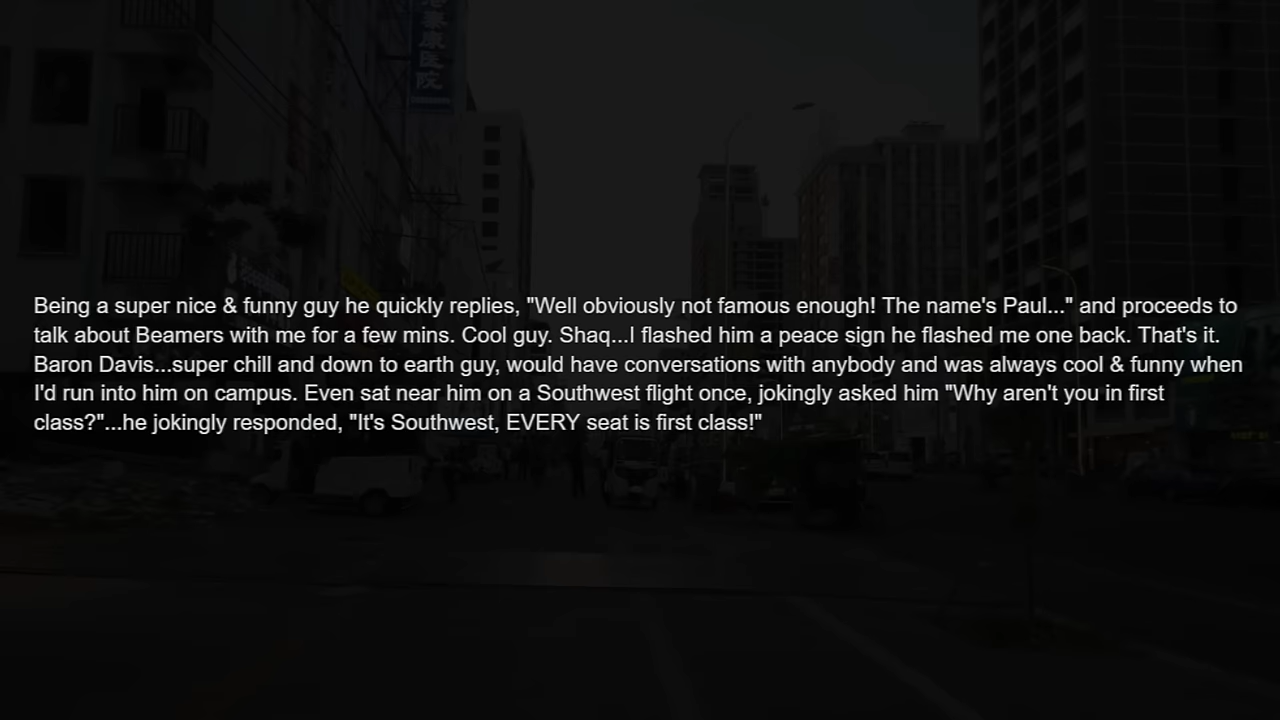 泰康医院
Being a super nice & funny guy he quickly replies, "Well obviously not famous enough! The name's Paul..." and proceeds to
talk about Beamers with me for a few mins. Cool guy. Shaq...I flashed him a peace sign he flashed me one back. That's it.
Baron Davis...super chill and down to earth guy, would have conversations with anybody and was always cool & funny when
I'd run into him on campus. Even sat near him on a Southwest flight once, jokingly asked him "Why aren't you in first
class?"...he jokingly responded, "It's Southwest, EVERY seat is first class!"